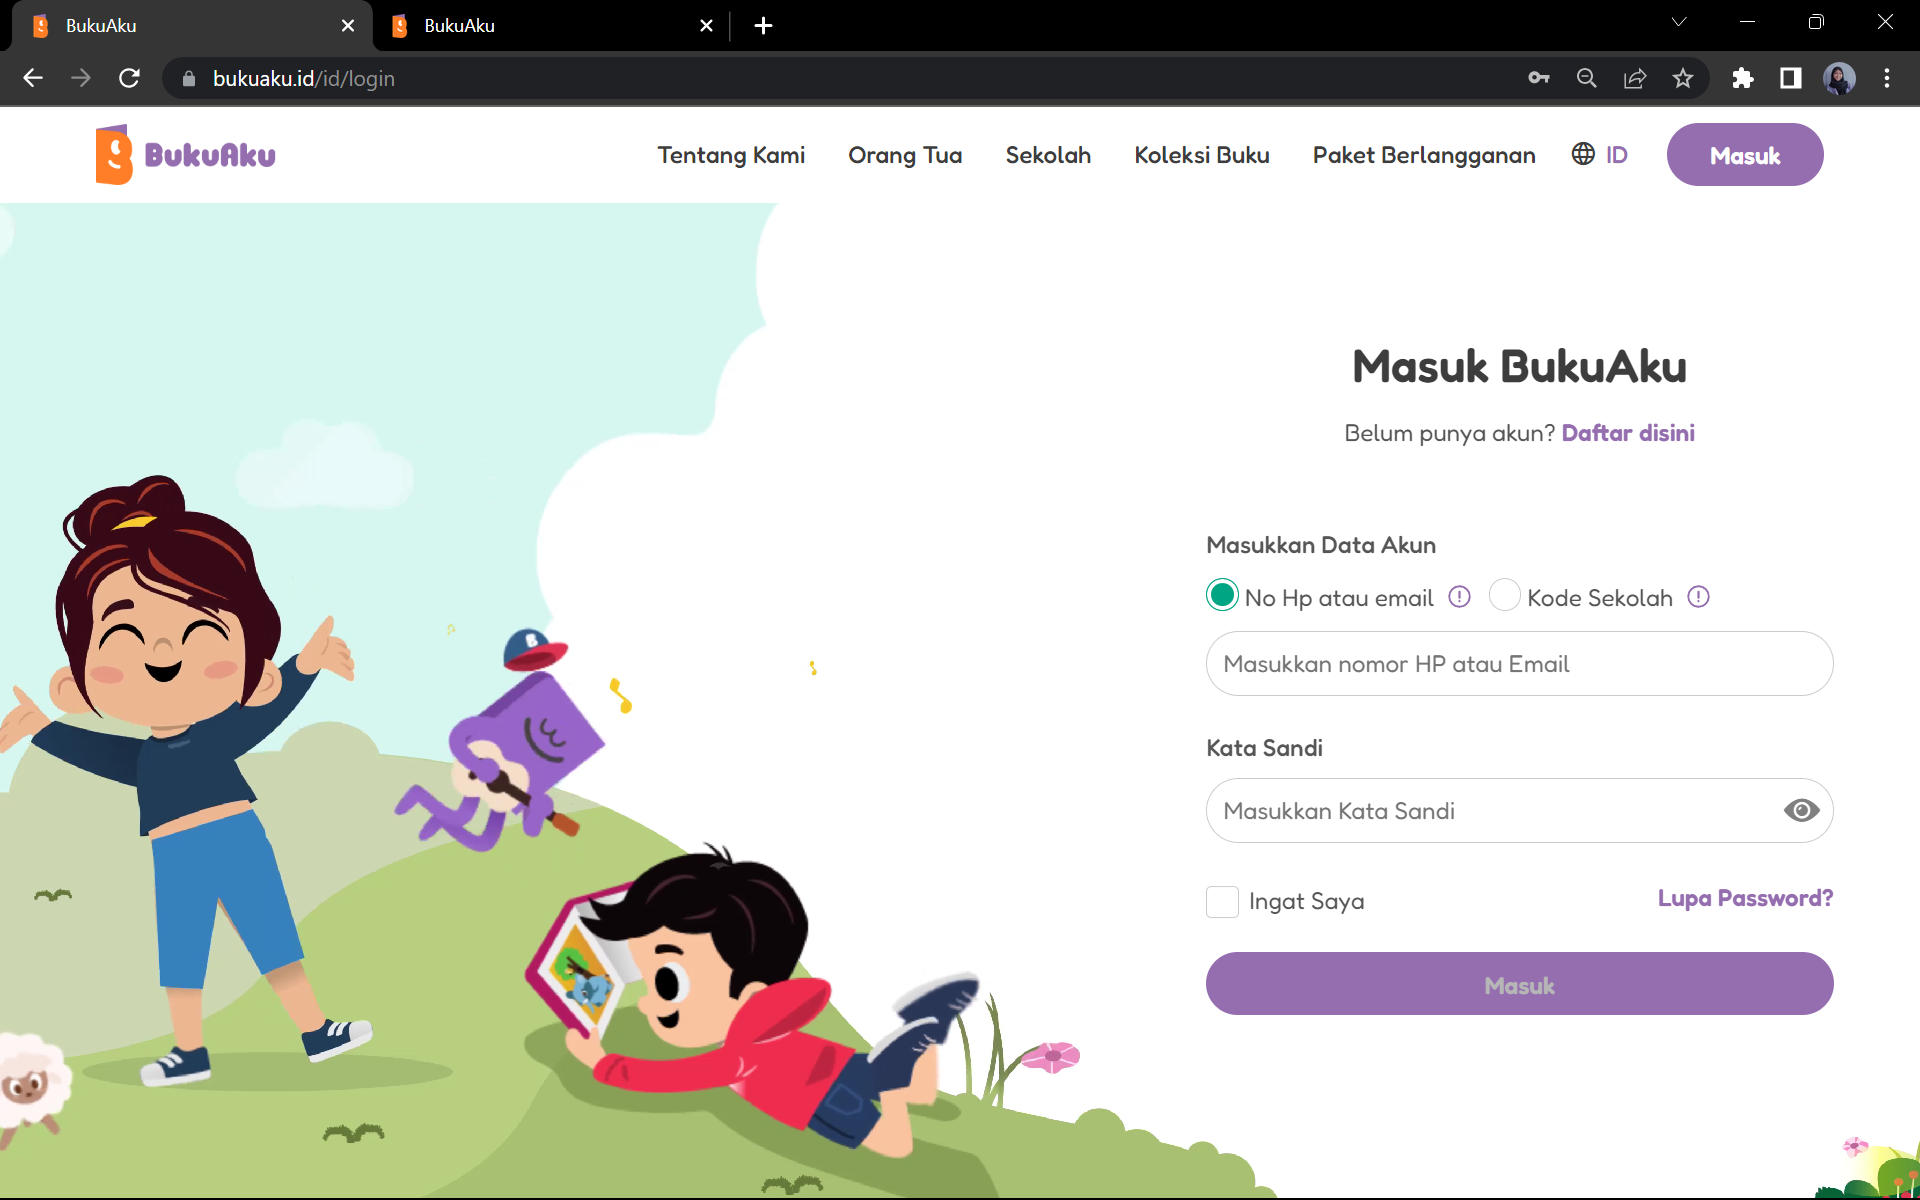 BukuAku
BukuAku
bukuaku.id/id/login
BukuAku
Tentang Kami
Orang Tua
Sekolah
Koleksi Buku
Paket Berlangganan
ID
Masuk
Masuk BukuAku
Belum punya akun? Daftar disini
Masukkan Data Akun
No Hp atau email
Kode Sekolah
Masukkan nomor HP atau Email
Kata Sandi
Masukkan Kata Sandi
Ingat Saya
Lupa Password?
Masuk
B